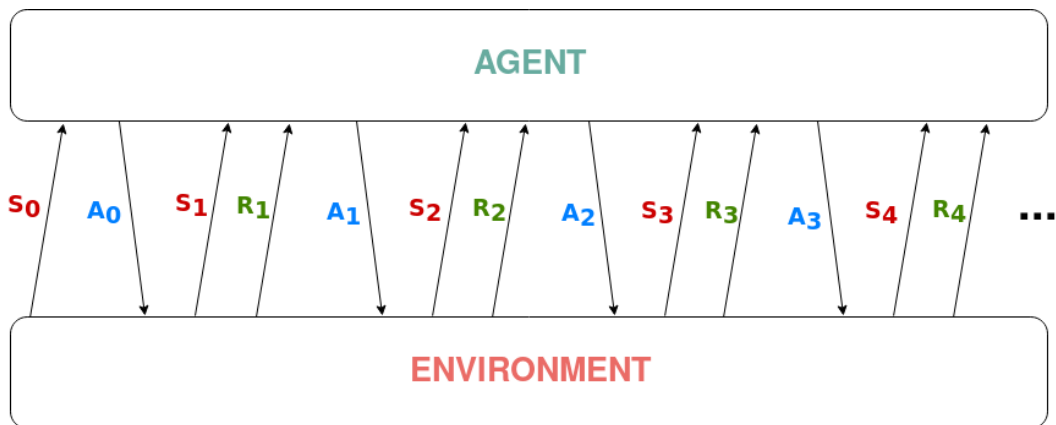 AGENT
S0 A0 S1 R1 A1 S2 R2 A2 S3 R3 A3 S4 R4 ...
ENVIRONMENT